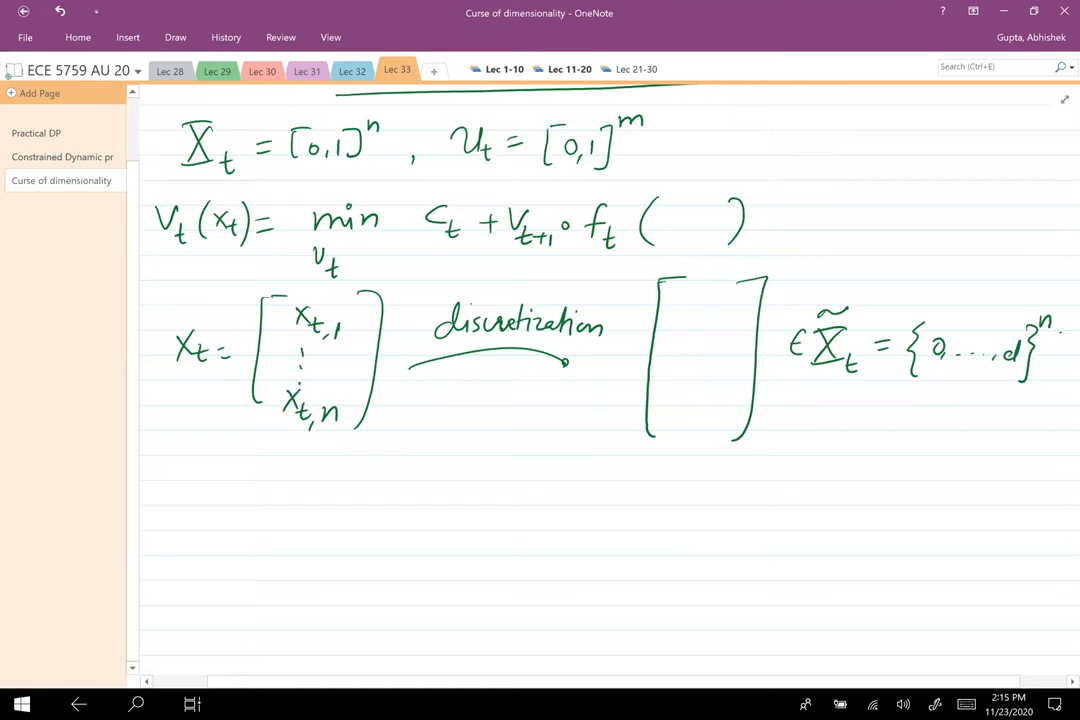 Curse of dimensionality - OneNote
?
File Home Insert Draw History Review View Gupta, Abhishek
ECE 5759 AU 20 Lec 28 Lec 29 Lec 30 Lec 31 Lec 32 Lec 33 + Lec 1-10 Lec 11-20 Lec 21-30 Search (Ctrl+E)
Add Page
Practical DP
Constrained Dynamic pr
Curse of dimensionality
X_t = [0,1]^n , U_t = [0,1]^m
V_t (x_t) = min_{u_t} c_t + V_{t+1} ∘ f_t ( )
x_t = [ x_{t,1} ⋮ x_{t,n} ] discretization [ ] ∈ X̃_t = {0, ..., d}^n.
2:15 PM
11/23/2020